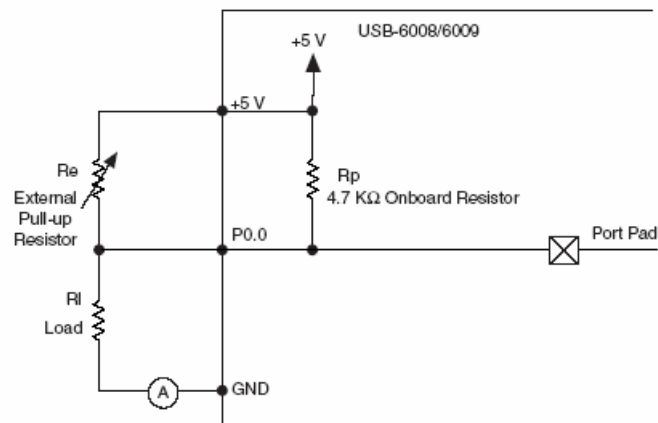 USB-6008/6009
+5 V
+5 V
Re
External
Pull-up
Resistor
Rp
4.7 KΩ Onboard Resistor
P0.0
Port Pad
Rl
Load
A
GND